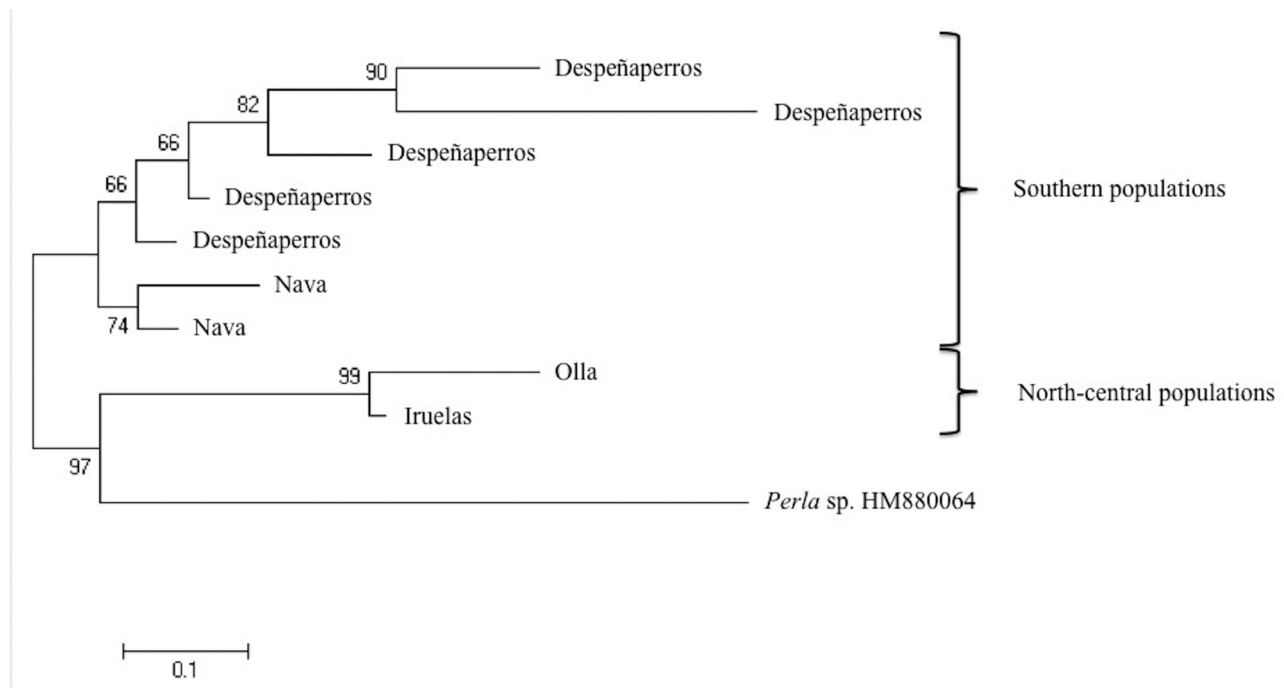 90
Despeñaperros
82
Despeñaperros
66
Despeñaperros
66
Despeñaperros
Southern populations
Despeñaperros
Nava
74
Nava
99
Olla
Iruelas
North-central populations
97
Perla sp. HM880064
0.1